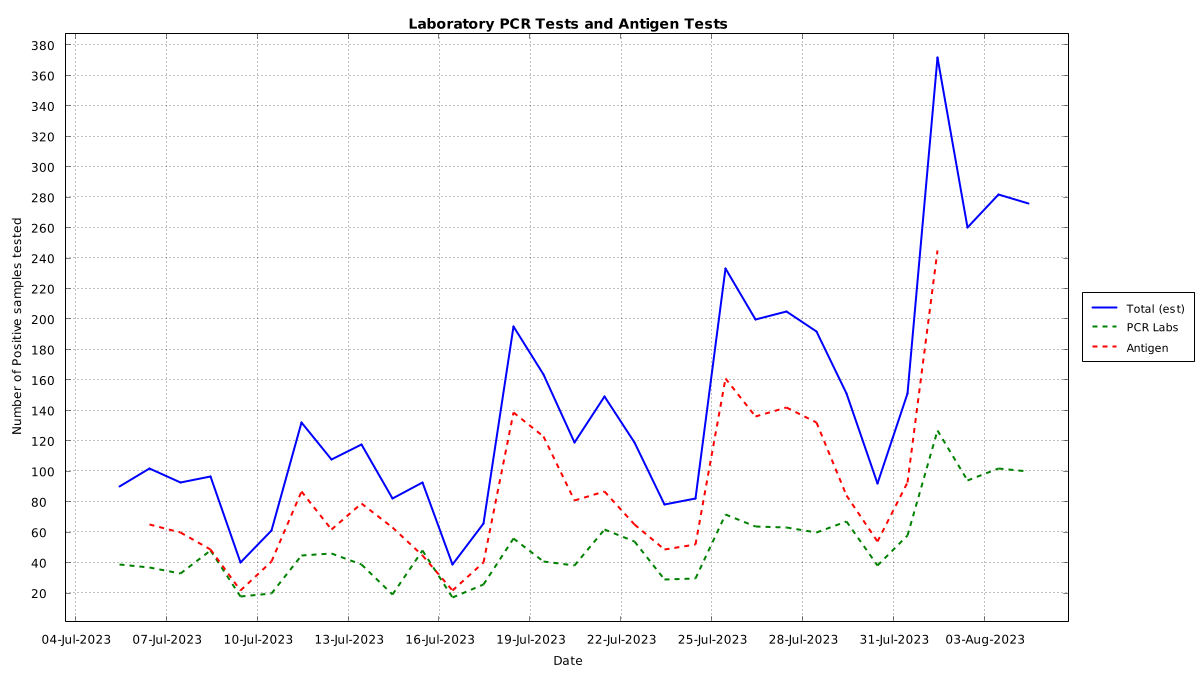 Laboratory PCR Tests and Antigen Tests
380
360
340
320
300
280
260
240
220
200
180
160
140
120
100
80
60
40
20
Number of Positive samples tested
04-Jul-2023 07-Jul-2023 10-Jul-2023 13-Jul-2023 16-Jul-2023 19-Jul-2023 22-Jul-2023 25-Jul-2023 28-Jul-2023 31-Jul-2023 03-Aug-2023
Date
Total (est)
PCR Labs
Antigen